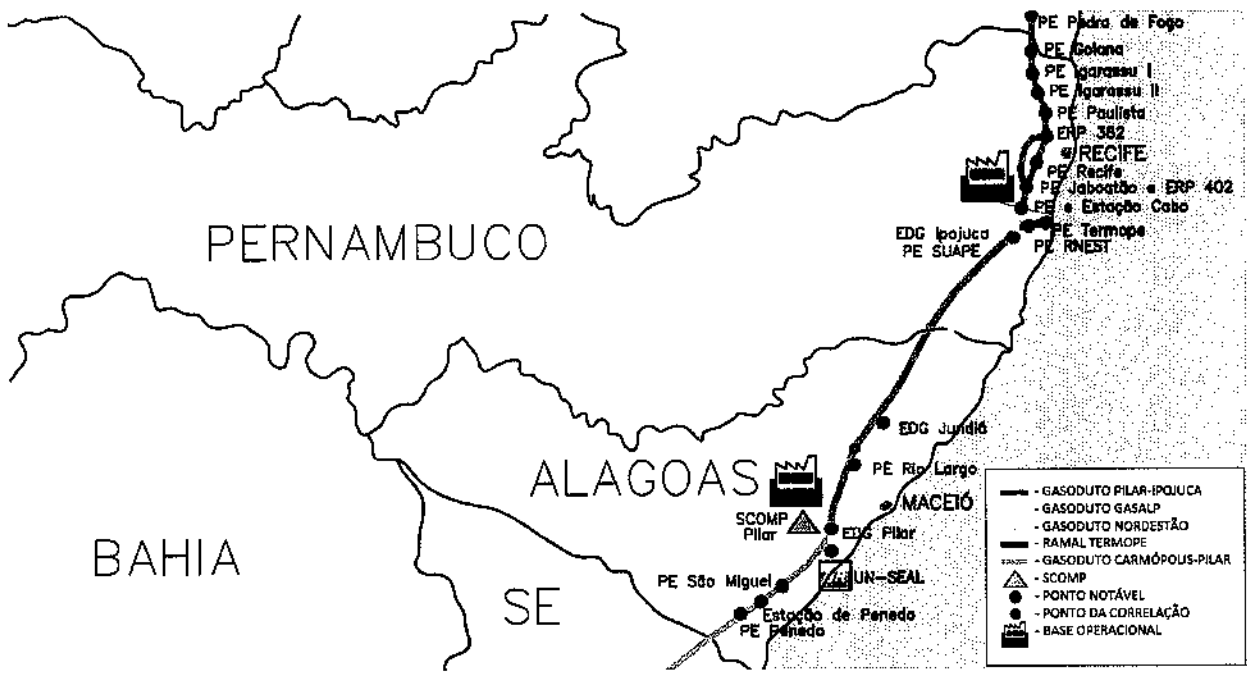 PE Pedra de Fogo
PE Goiana
PE Igarassu I
PE Igarassu II
PE Paulista
ERP 382
RECIFE
PE Recife
PE Jaboatão e ERP 402
PE e Estação Cabo
PE Termope
PE RNEST
EDG Ipojuca
PE SUAPE
PERNAMBUCO
EDG Jundiá
PE Rio Largo
ALAGOAS
MACEIÓ
SCOMP
Pilar
EDG Pilar
UN-SEAL
PE São Miguel
Estação de Penedo
PE Penedo
BAHIA
SE
- GASODUTO PILAR-IPOJUCA
- GASODUTO GASALP
- GASODUTO NORDESTÃO
- RAMAL TERMOPE
- GASODUTO CARMÓPOLIS-PILAR
- SCOMP
- PONTO NOTÁVEL
- PONTO DA CORRELAÇÃO
- BASE OPERACIONAL